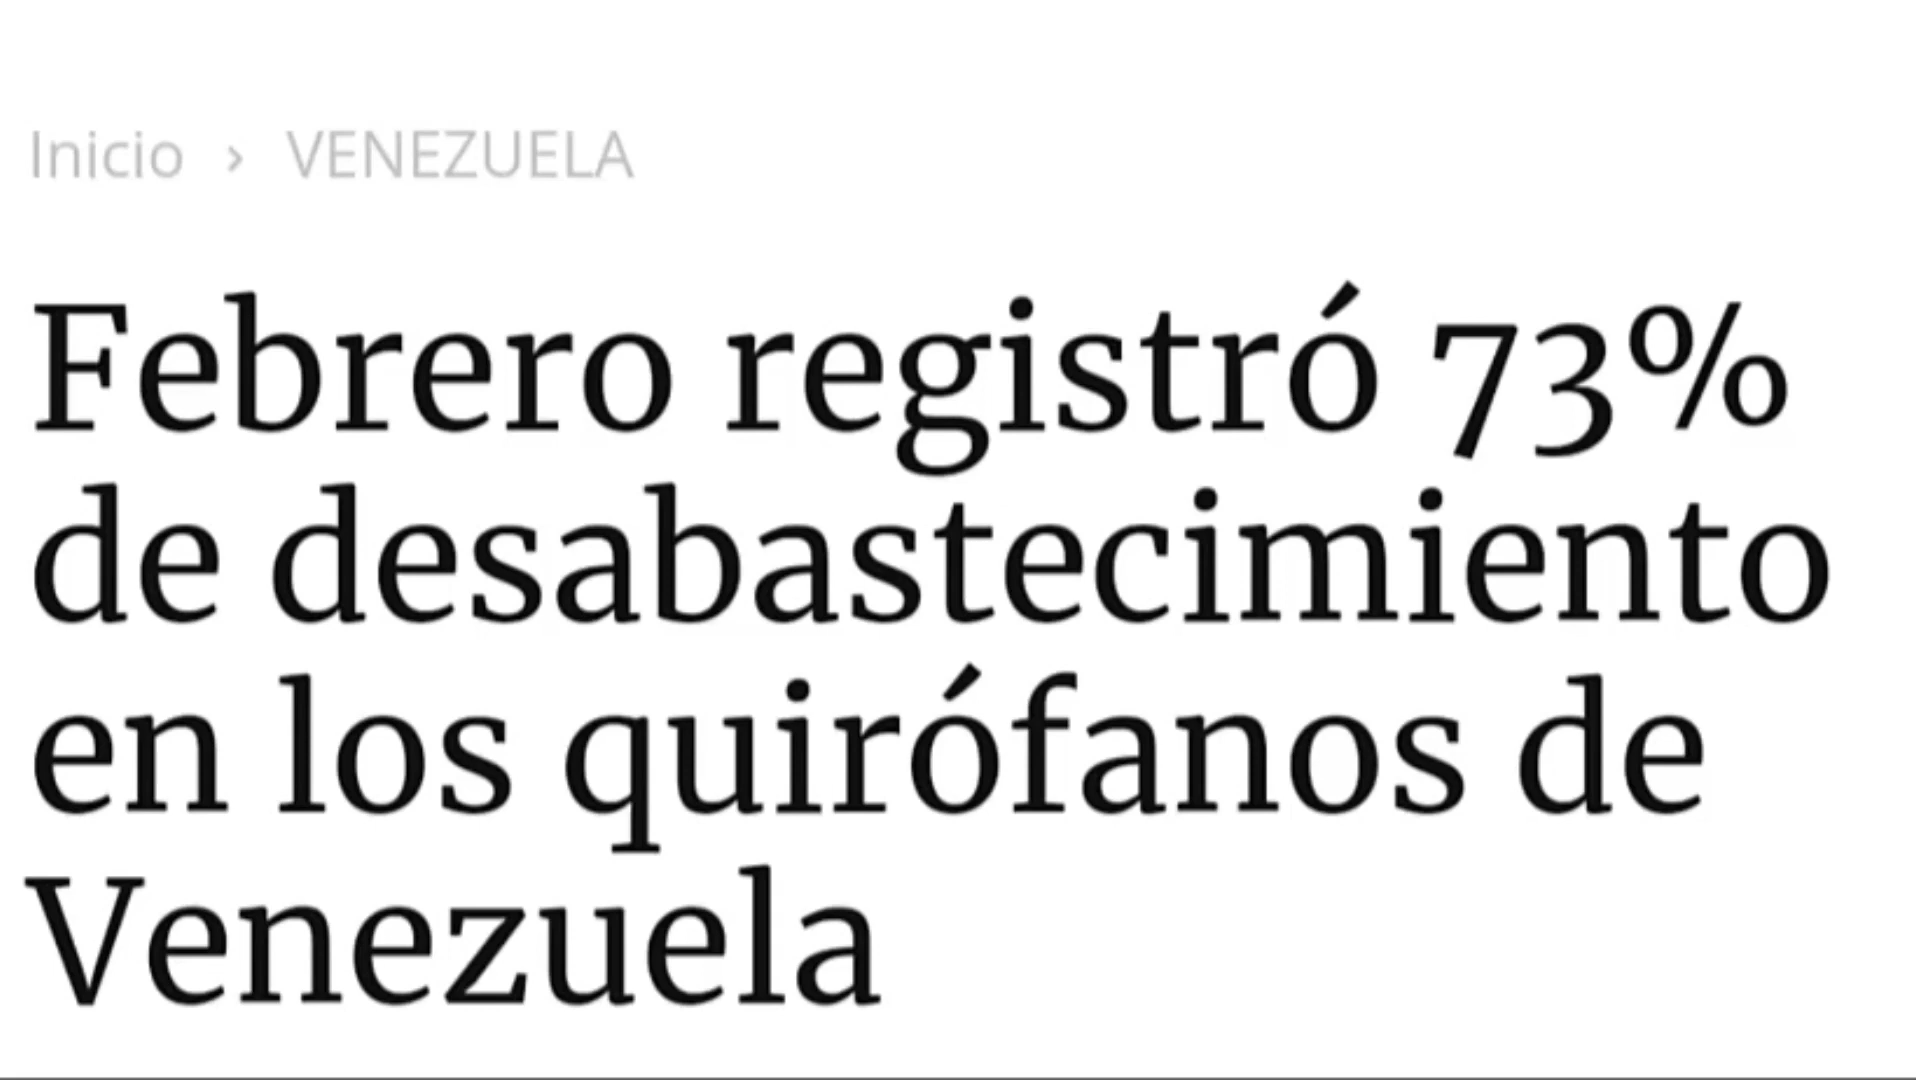 Inicio › VENEZUELA
Febrero registró 73%
de desabastecimiento
en los quirófanos de
Venezuela